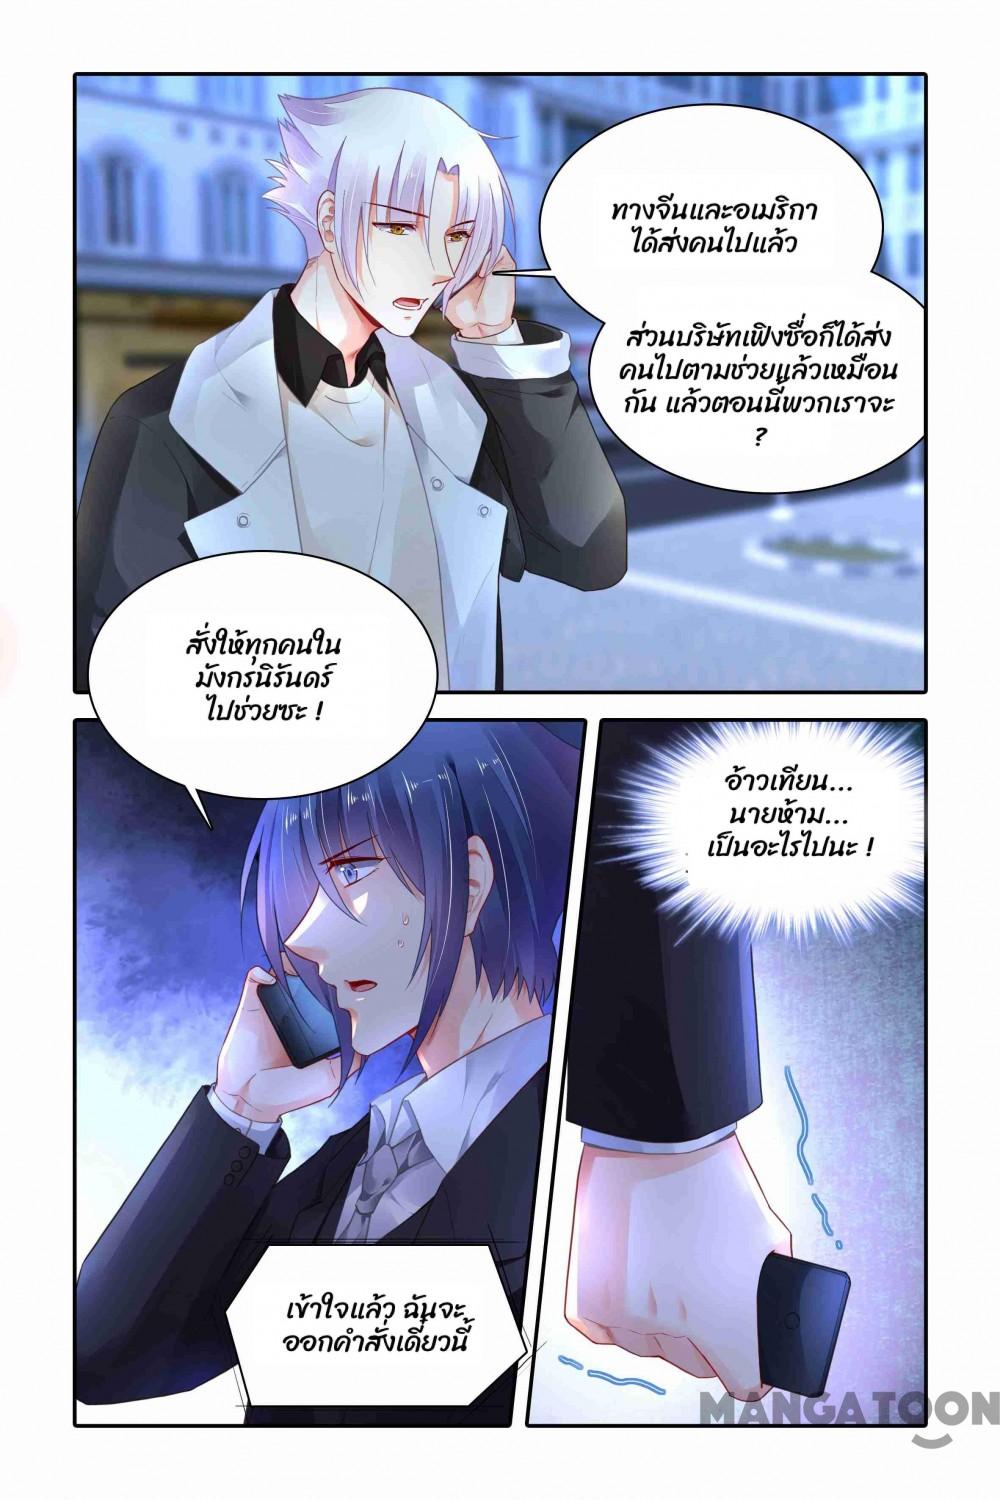 ทางจีนและอเมริกา
ได้ส่งคนไปแล้ว
ส่วนบริษัทเฟิงซื่อก็ได้ส่ง
คนไปตามช่วยแล้วเหมือน
กัน แล้วตอนนี้พวกเราจะ
?
สั่งให้ทุกคนใน
มังกรนิรันดร์
ไปช่วยซะ !
อ้าวเทียน...
นายห้าม...
เป็นอะไรไปนะ !
เข้าใจแล้ว ฉันจะ
ออกคำสั่งเดี๋ยวนี้
MANGATOON